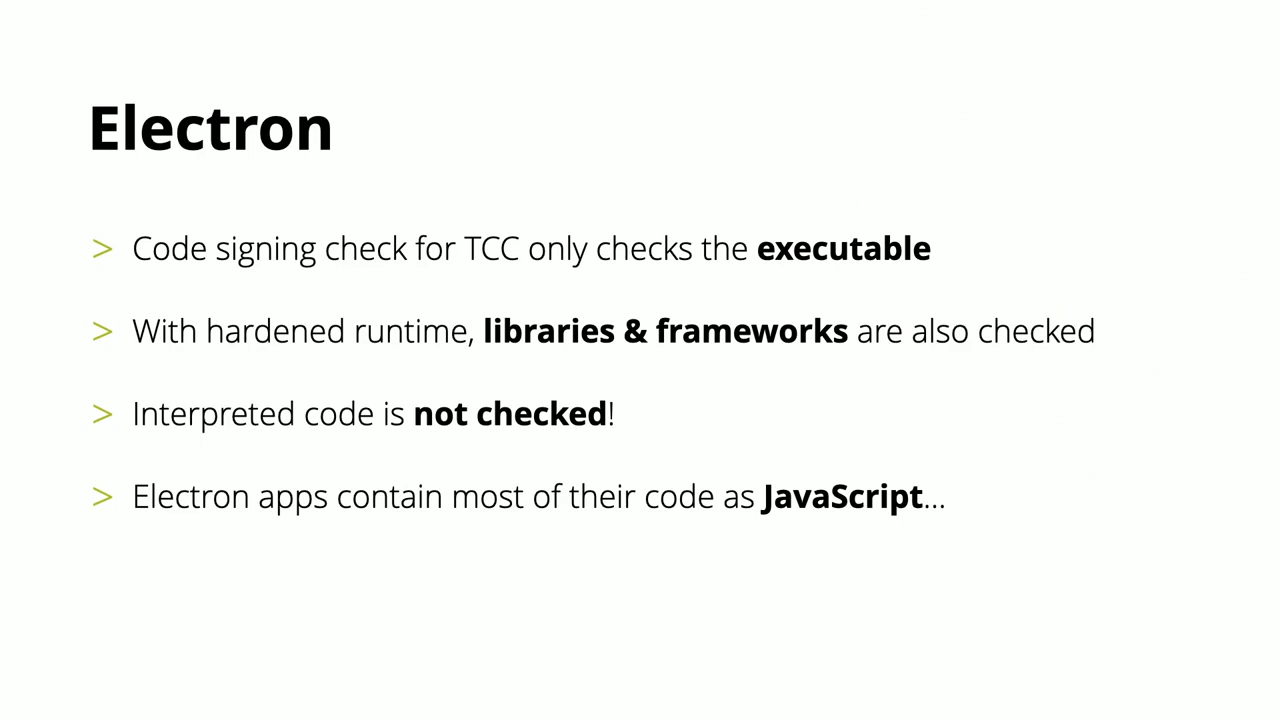 Electron
> Code signing check for TCC only checks the executable
> With hardened runtime, libraries & frameworks are also checked
> Interpreted code is not checked!
> Electron apps contain most of their code as JavaScript...